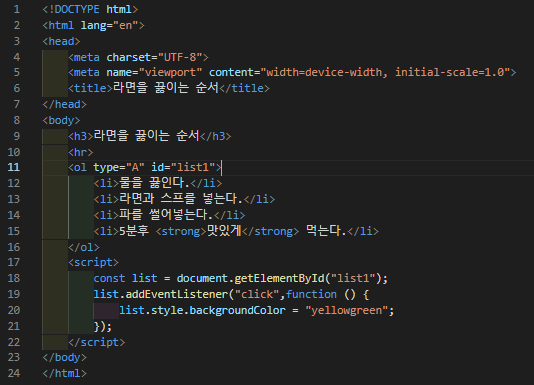 1 <!DOCTYPE html>
2 <html lang="en">
3 <head>
4 <meta charset="UTF-8">
5 <meta name="viewport" content="width=device-width, initial-scale=1.0">
6 <title>라면을 끓이는 순서</title>
7 </head>
8 <body>
9 <h3>라면을 끓이는 순서</h3>
10 <hr>
11 <ol type="A" id="list1">
12 <li>물을 끓인다.</li>
13 <li>라면과 스프를 넣는다.</li>
14 <li>파를 썰어넣는다.</li>
15 <li>5분후 <strong>맛있게</strong> 먹는다.</li>
16 </ol>
17 <script>
18 const list = document.getElementById("list1");
19 list.addEventListener("click",function () {
20 list.style.backgroundColor = "yellowgreen";
21 });
22 </script>
23 </body>
24 </html>